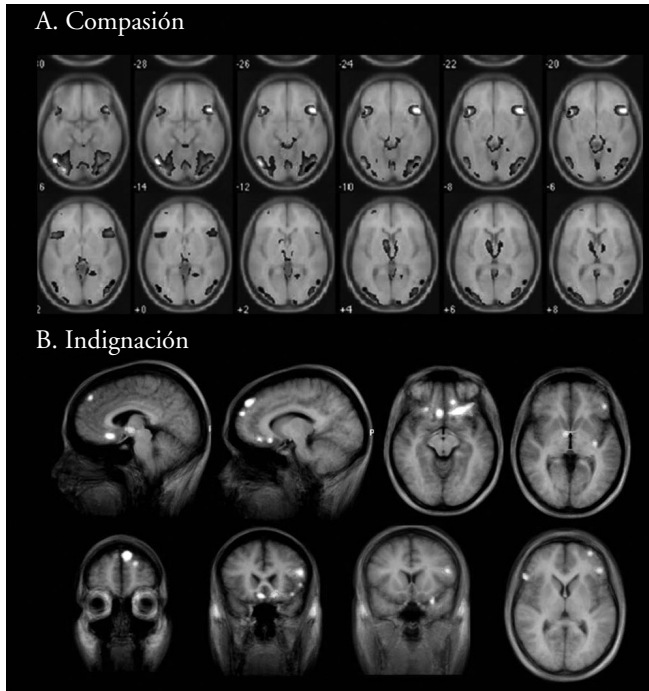 A. Compasión
-28 -26 -24 -22 -20
-14 -12 -10 -8 -6
+0 +2 +4 +6 +8
B. Indignación
P